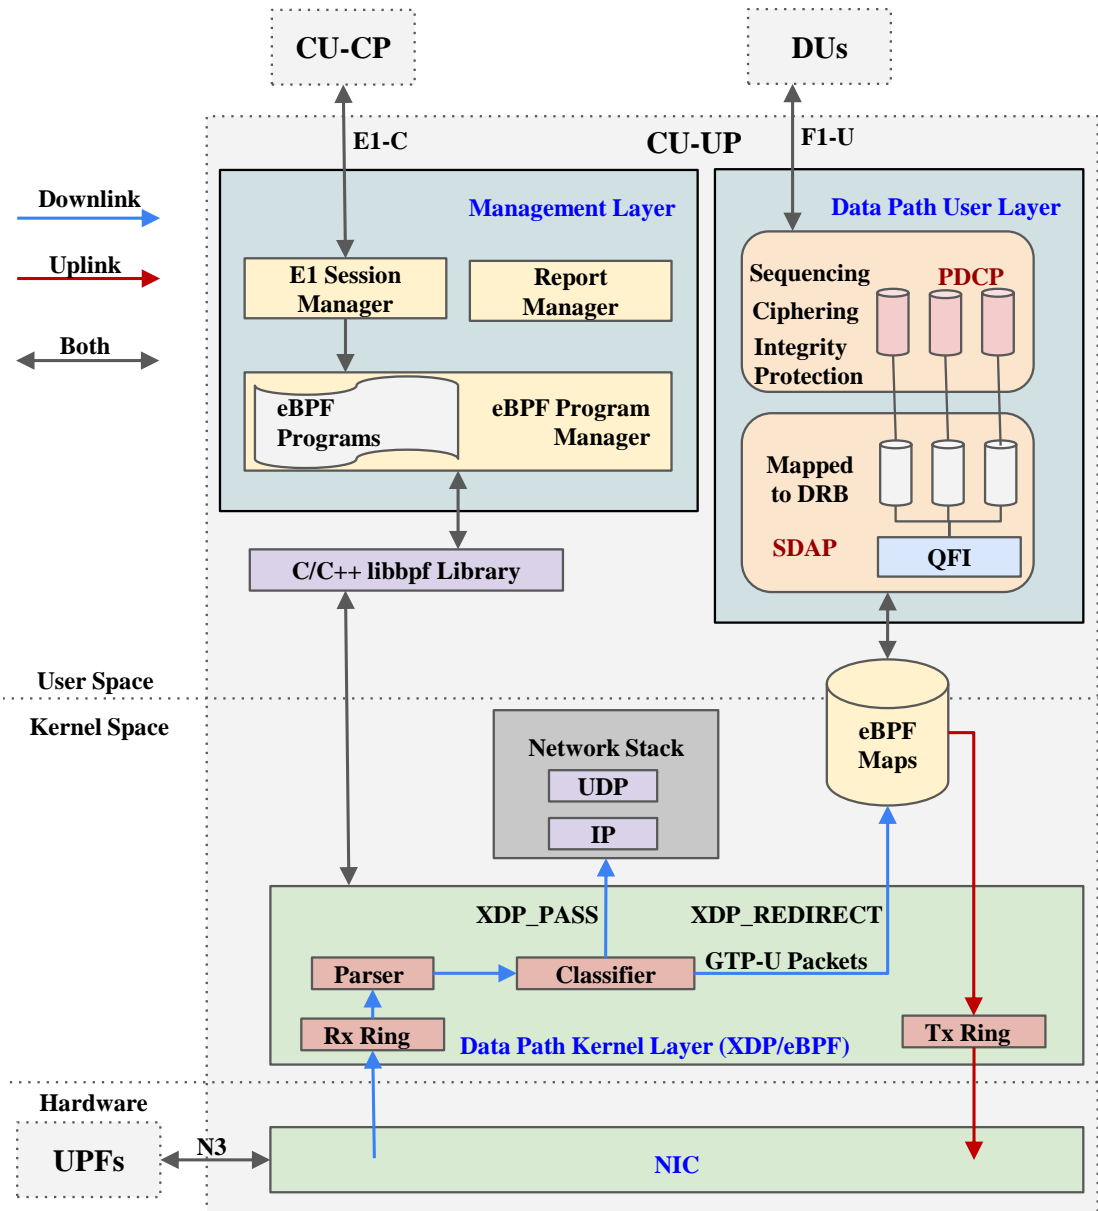 CU-CP
DUs
E1-C
CU-UP
F1-U
Downlink
Uplink
Both
Management Layer
E1 Session
Manager
Report
Manager
eBPF
Programs
eBPF Program
Manager
C/C++ libbpf Library
Data Path User Layer
Sequencing
PDCP
Ciphering
Integrity
Protection
Mapped
to DRB
SDAP
QFI
User Space
Kernel Space
Network Stack
UDP
IP
eBPF
Maps
XDP_PASS
XDP_REDIRECT
GTP-U Packets
Parser
Classifier
Rx Ring
Tx Ring
Data Path Kernel Layer (XDP/eBPF)
Hardware
UPFs
N3
NIC